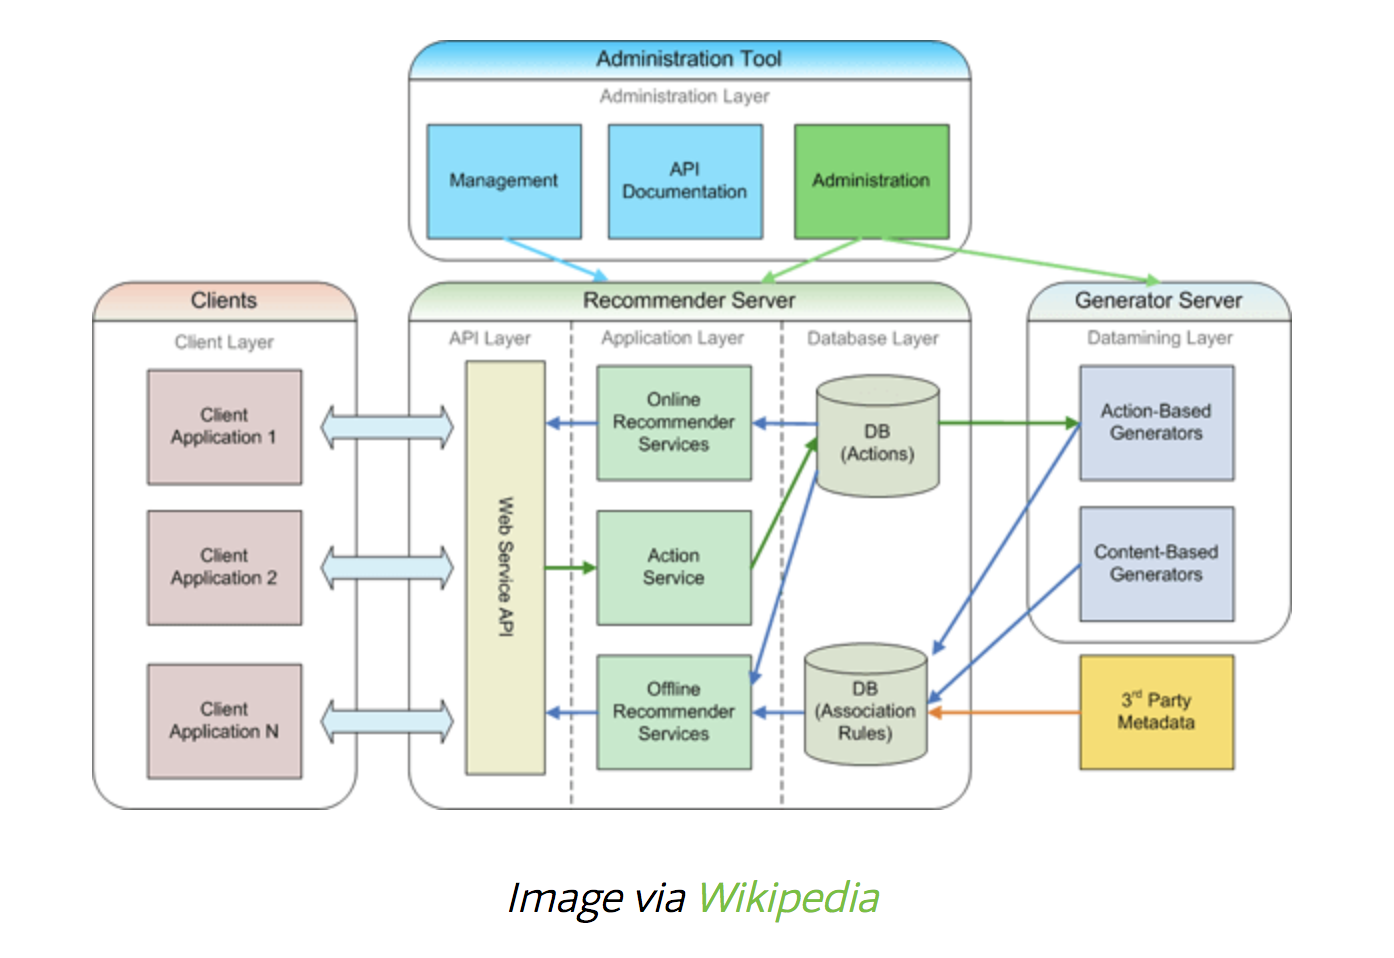 Administration Tool
Administration Layer
Management
API
Documentation
Administration
Clients
Client Layer
Client
Application 1
Client
Application 2
Client
Application N
Recommender Server
API Layer
Application Layer
Database Layer
Web Service API
Online
Recommender
Services
Action
Service
Offline
Recommender
Services
DB
(Actions)
DB
(Association
Rules)
Generator Server
Datamining Layer
Action-Based
Generators
Content-Based
Generators
3rd Party
Metadata
Image via Wikipedia